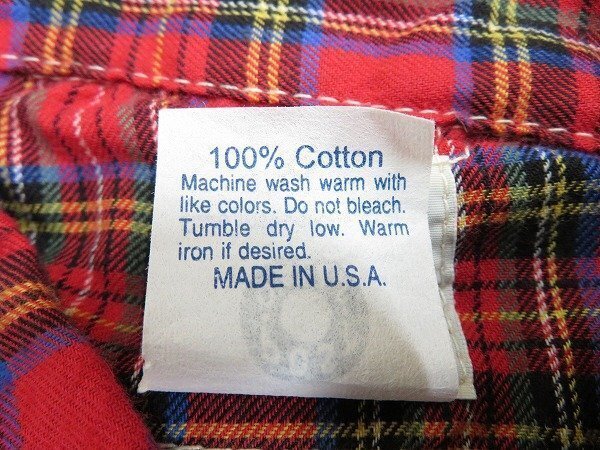 100% Cotton
Machine wash warm with
like colors. Do not bleach.
Tumble dry low. Warm
iron if desired.
MADE IN U.S.A.